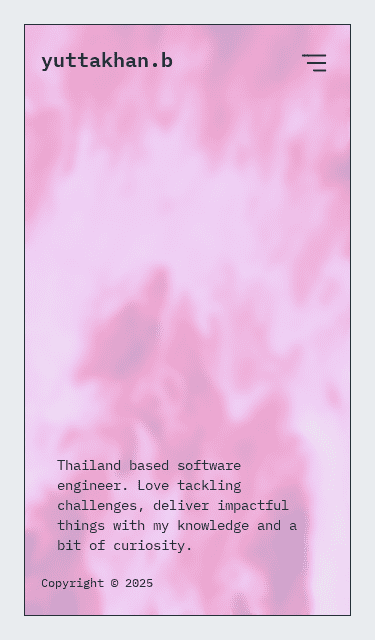 yuttakhan.b
Thailand based software
engineer. Love tackling
challenges, deliver impactful
things with my knowledge and a
bit of curiosity.
Copyright © 2025